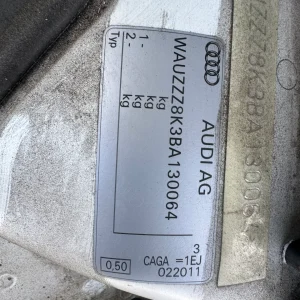 AUDI AG
WAUZZZ8K3BA130064
kg
kg
1 - kg
2 - kg
Typ
3
CAGA =1EJ
0,50
022011